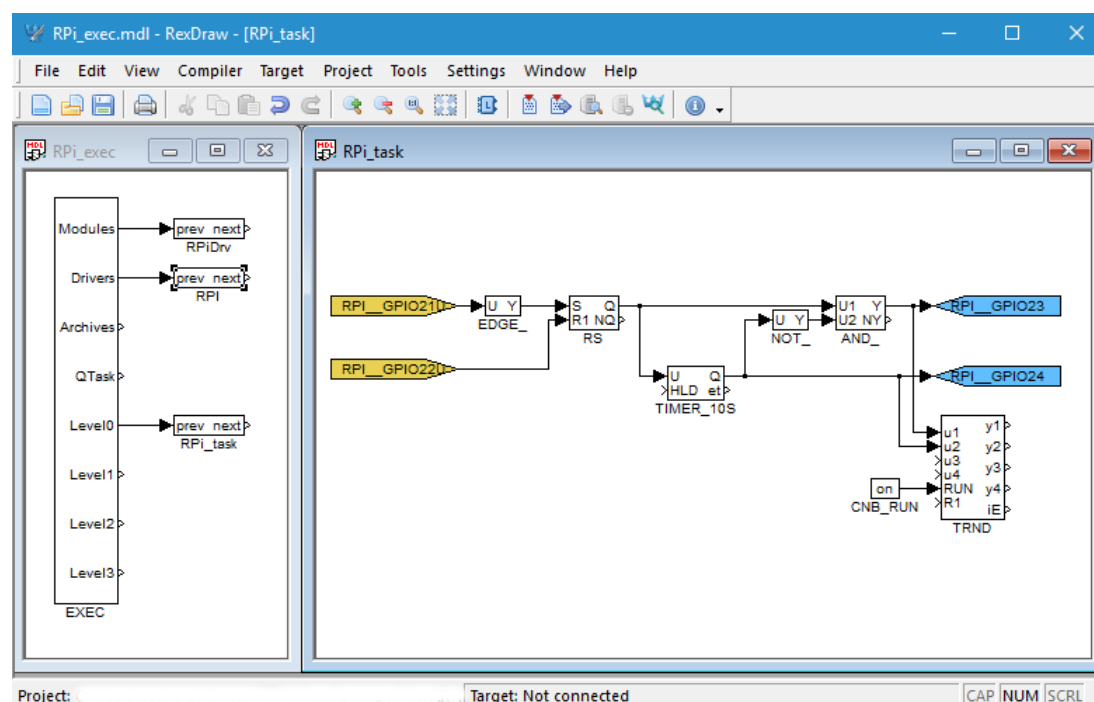 RPi_exec.mdl - RexDraw - [RPi_task]
File Edit View Compiler Target Project Tools Settings Window Help
RPi_exec
Modules
prev next
RPiDrv
Drivers
prev next
RPI
Archives
QTask
Level0
prev next
RPi_task
Level1
Level2
Level3
EXEC
RPi_task
RPI__GPIO21U
U Y
EDGE_
S Q
R1 NQ
RS
U1 Y
U2 NY
AND_
RPI__GPIO23
U Y
NOT_
RPI__GPIO22U
U Q
HLD et
TIMER_10S
RPI__GPIO24
u1 y1
u2 y2
u3 y3
u4
RUN y4
R1 iE
TRND
on
CNB_RUN
Project:
Target: Not connected
CAP NUM SCRL